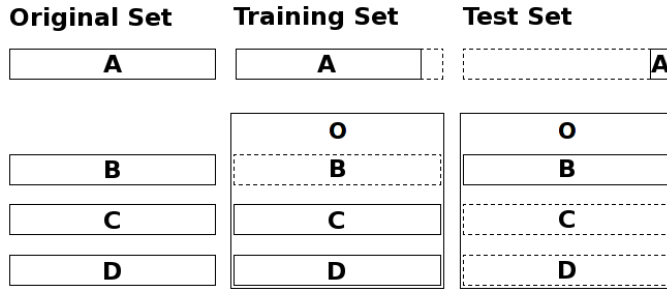 Original Set Training Set Test Set
A A A
O O
B B B
C C C
D D D